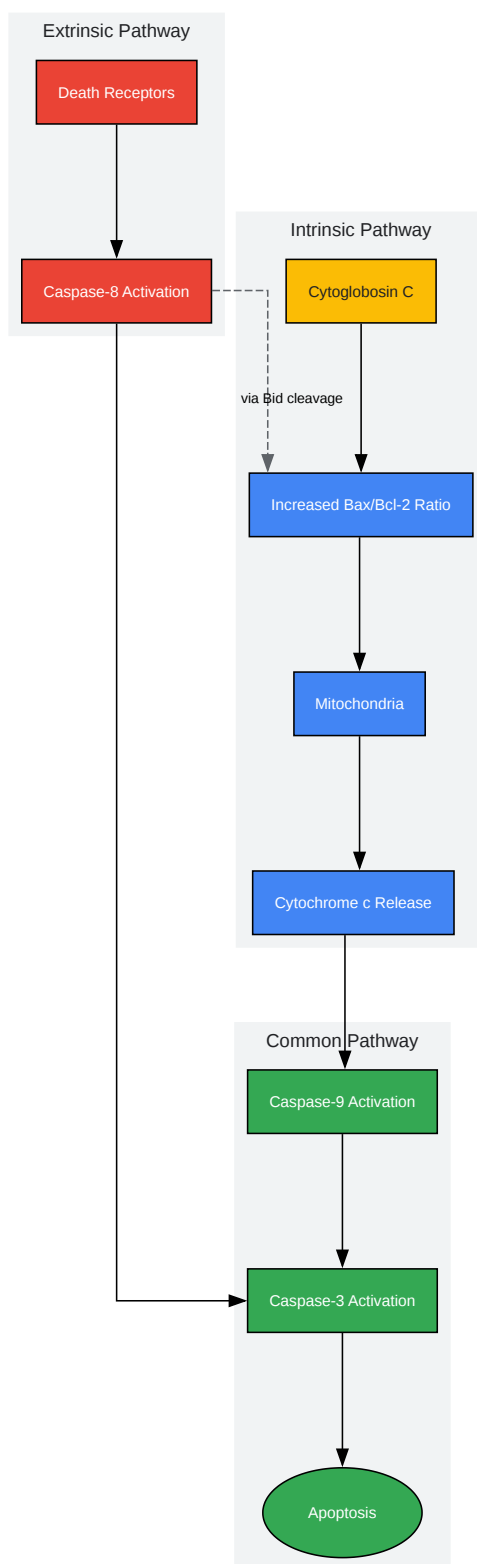 Extrinsic Pathway
Death Receptors
Caspase-8 Activation
Intrinsic Pathway
Cytoglobosin C
via Bid cleavage
Increased Bax/Bcl-2 Ratio
Mitochondria
Cytochrome c Release
Common Pathway
Caspase-9 Activation
Caspase-3 Activation
Apoptosis